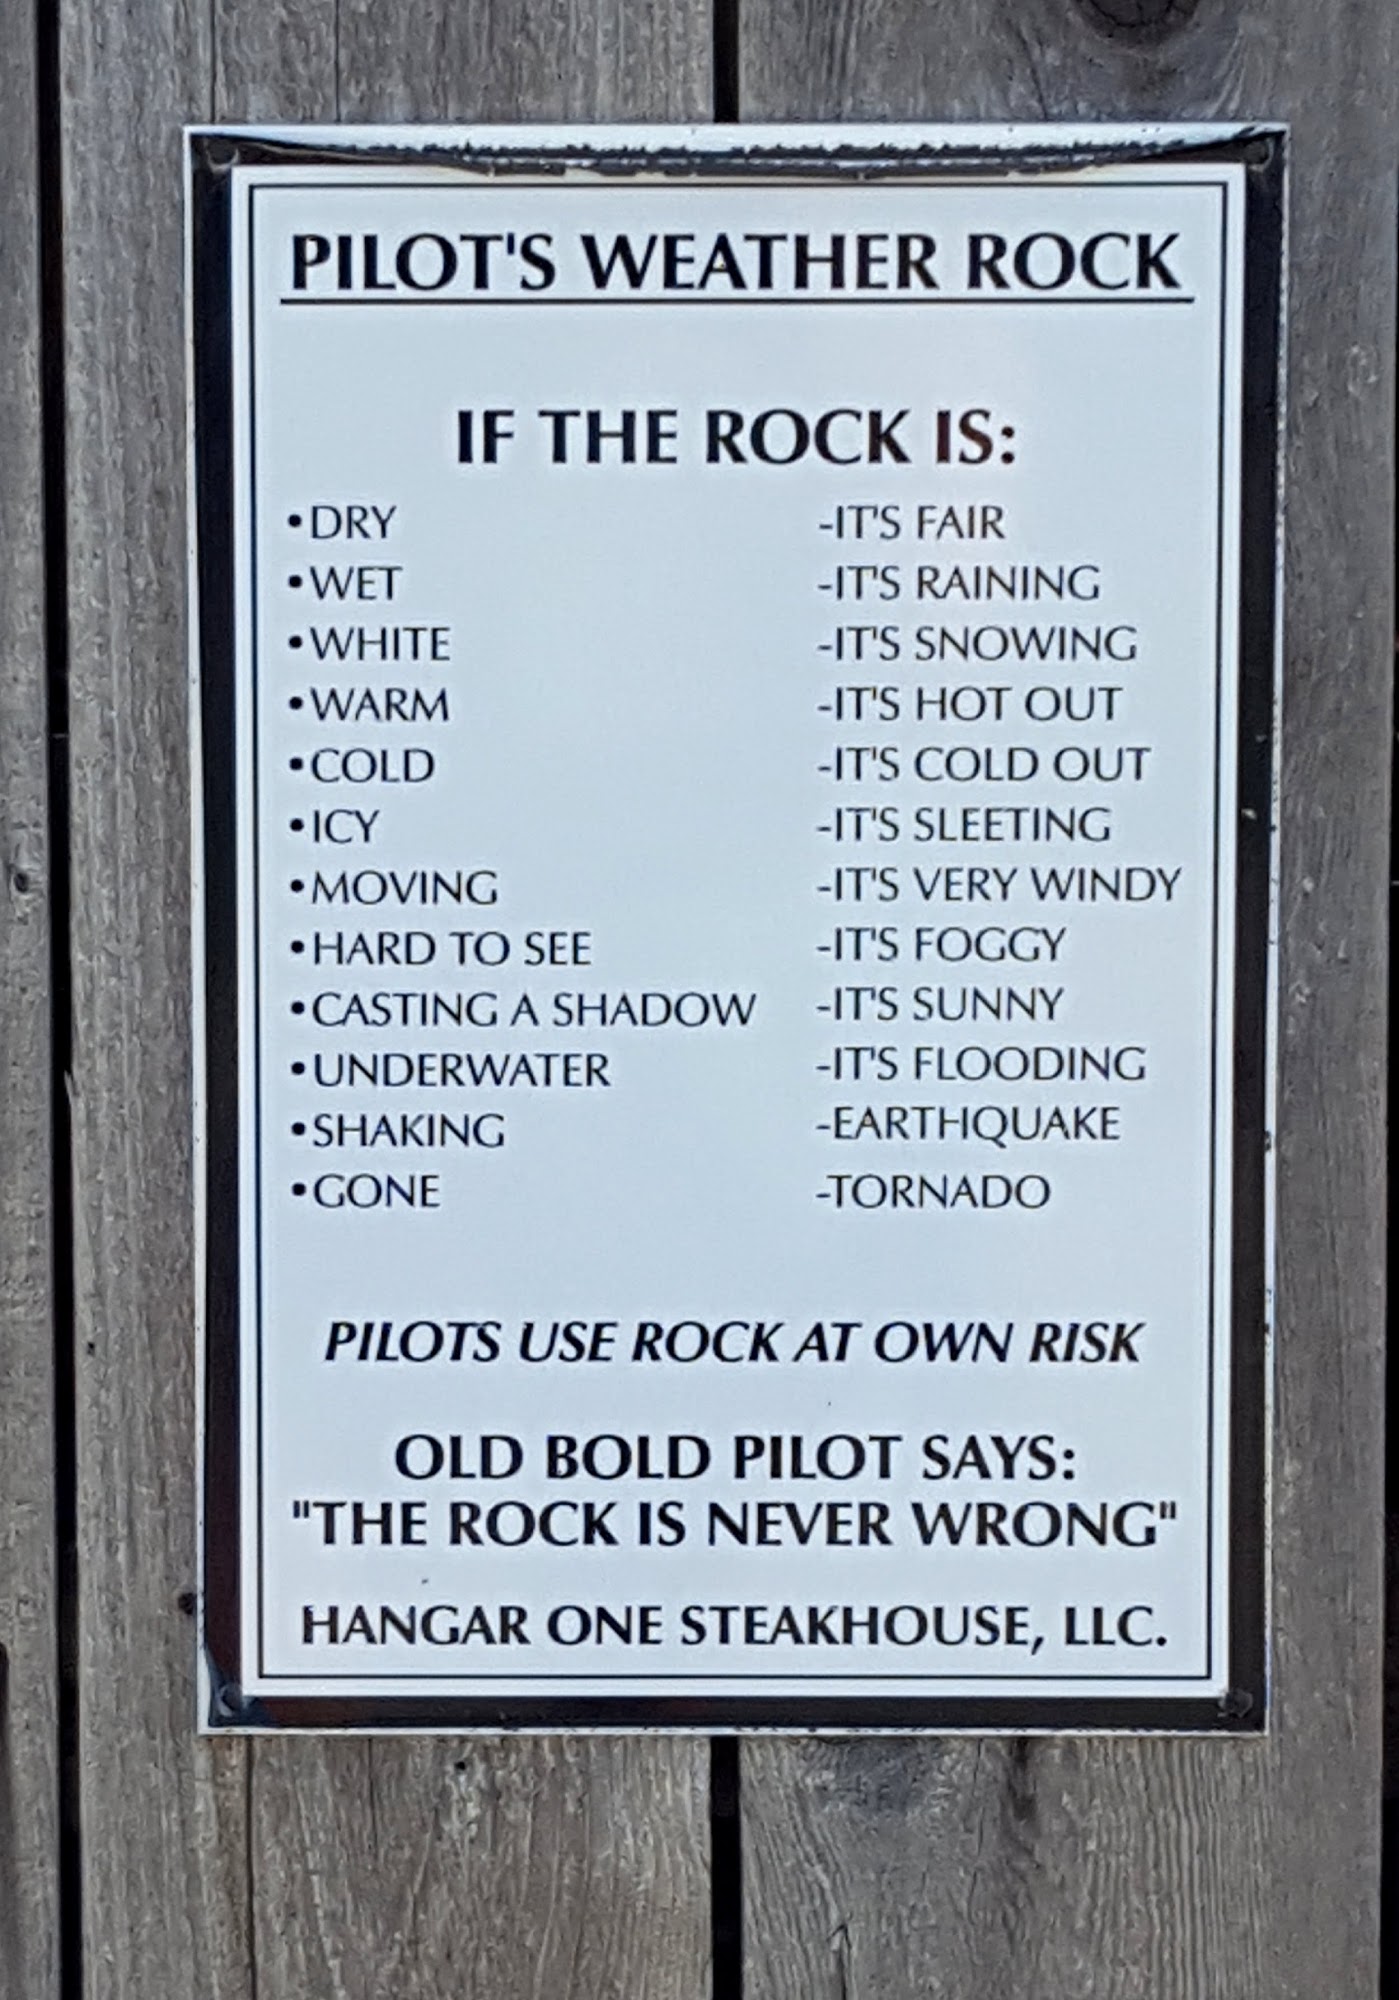 PILOT'S WEATHER ROCK
IF THE ROCK IS:
•DRY -IT'S FAIR
•WET -IT'S RAINING
•WHITE -IT'S SNOWING
•WARM -IT'S HOT OUT
•COLD -IT'S COLD OUT
•ICY -IT'S SLEETING
•MOVING -IT'S VERY WINDY
•HARD TO SEE -IT'S FOGGY
•CASTING A SHADOW -IT'S SUNNY
•UNDERWATER -IT'S FLOODING
•SHAKING -EARTHQUAKE
•GONE -TORNADO
PILOTS USE ROCK AT OWN RISK
OLD BOLD PILOT SAYS:
"THE ROCK IS NEVER WRONG"
HANGAR ONE STEAKHOUSE, LLC.